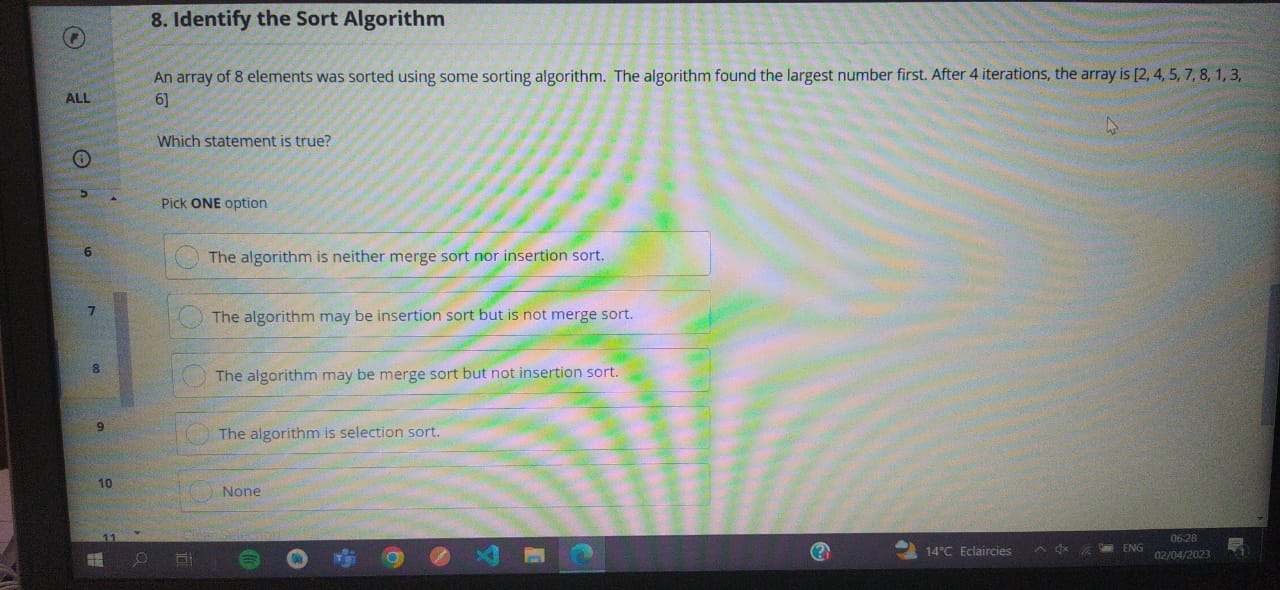 8. Identify the Sort Algorithm
An array of 8 elements was sorted using some sorting algorithm. The algorithm found the largest number first. After 4 iterations, the array is [2, 4, 5, 7, 8, 1, 3,
6]
ALL
Which statement is true?
5
Pick ONE option
6
The algorithm is neither merge sort nor insertion sort.
7
The algorithm may be insertion sort but is not merge sort.
8
The algorithm may be merge sort but not insertion sort.
9
The algorithm is selection sort.
10
None
11
14°C Eclaircies
ENG
06:28
02/04/2023
1